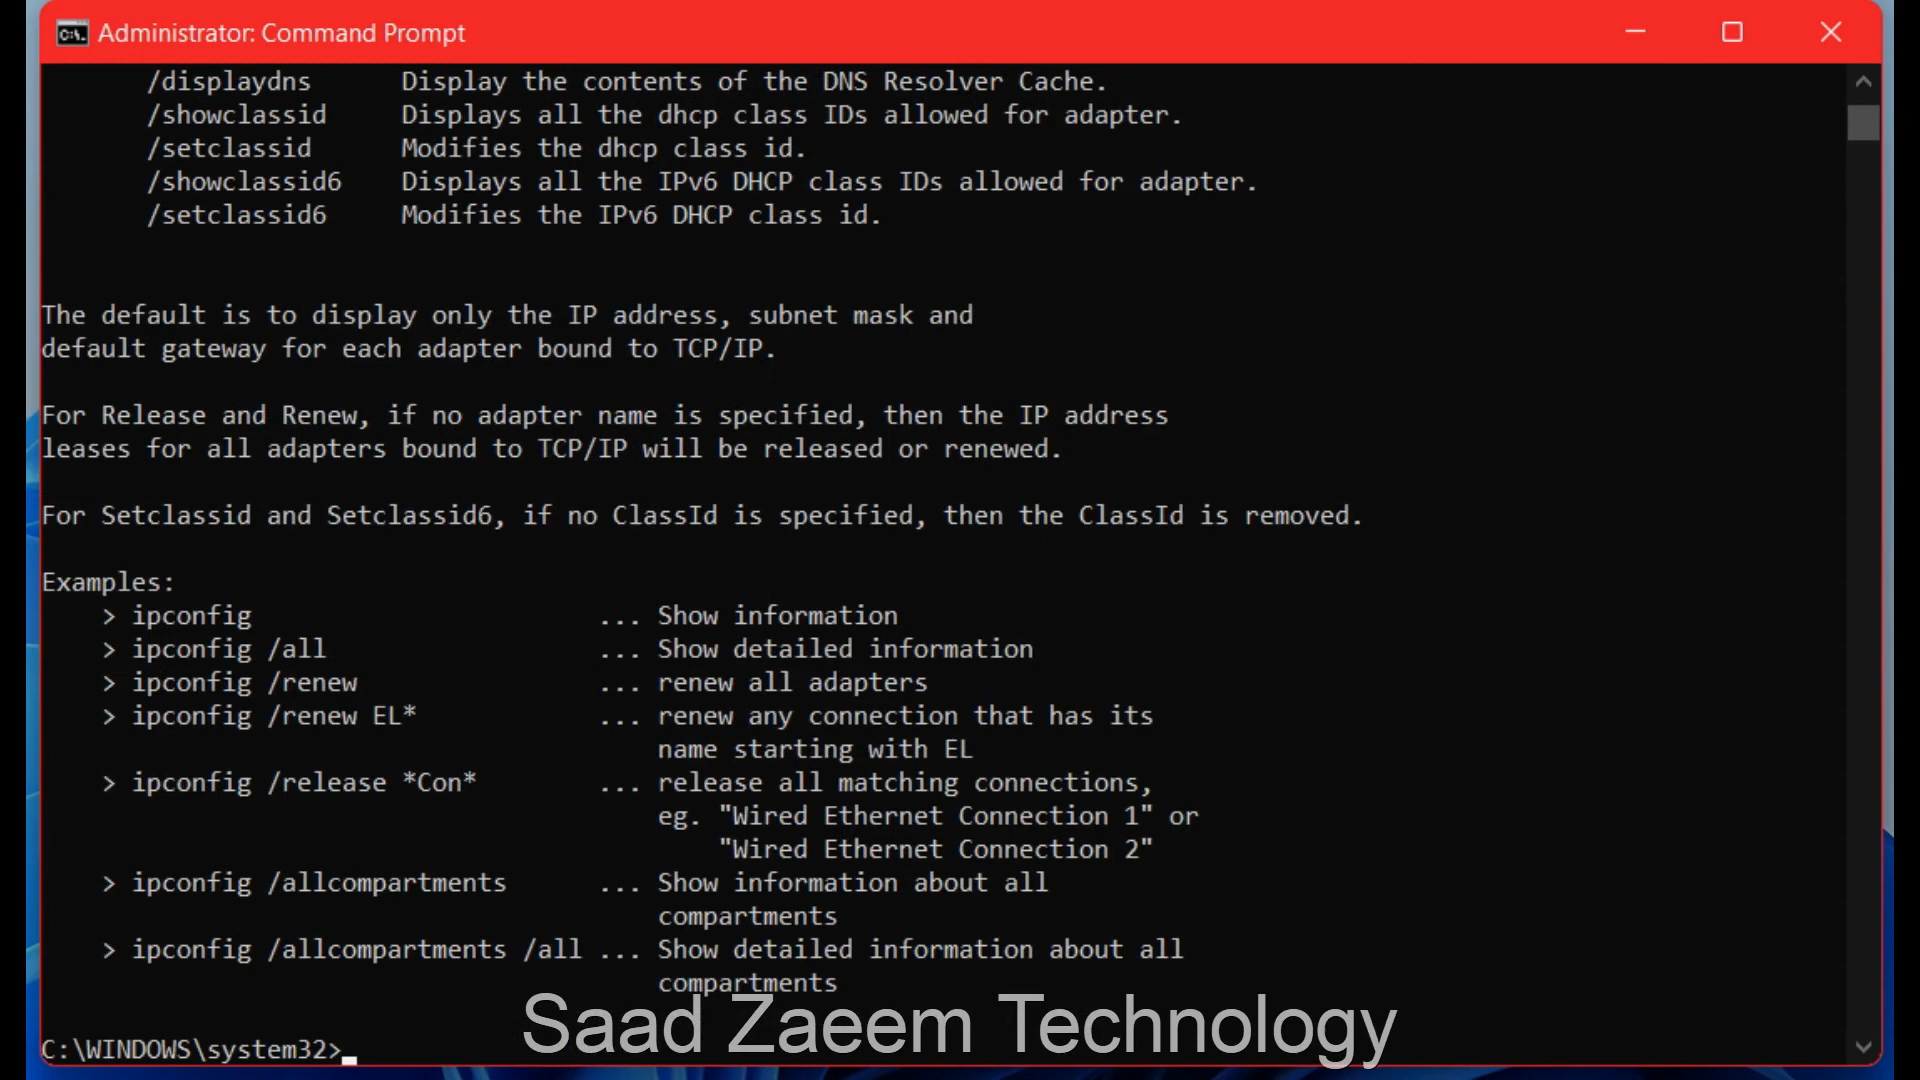 Administrator: Command Prompt
/displaydns Display the contents of the DNS Resolver Cache.
/showclassid Displays all the dhcp class IDs allowed for adapter.
/setclassid Modifies the dhcp class id.
/showclassid6 Displays all the IPv6 DHCP class IDs allowed for adapter.
/setclassid6 Modifies the IPv6 DHCP class id.
The default is to display only the IP address, subnet mask and
default gateway for each adapter bound to TCP/IP.
For Release and Renew, if no adapter name is specified, then the IP address
leases for all adapters bound to TCP/IP will be released or renewed.
For Setclassid and Setclassid6, if no ClassId is specified, then the ClassId is removed.
Examples:
> ipconfig ... Show information
> ipconfig /all ... Show detailed information
> ipconfig /renew ... renew all adapters
> ipconfig /renew EL* ... renew any connection that has its
name starting with EL
> ipconfig /release *Con* ... release all matching connections,
eg. "Wired Ethernet Connection 1" or
"Wired Ethernet Connection 2"
> ipconfig /allcompartments ... Show information about all
compartments
> ipconfig /allcompartments /all ... Show detailed information about all
compartments
Saad Zaeem Technology
C:\WINDOWS\system32>